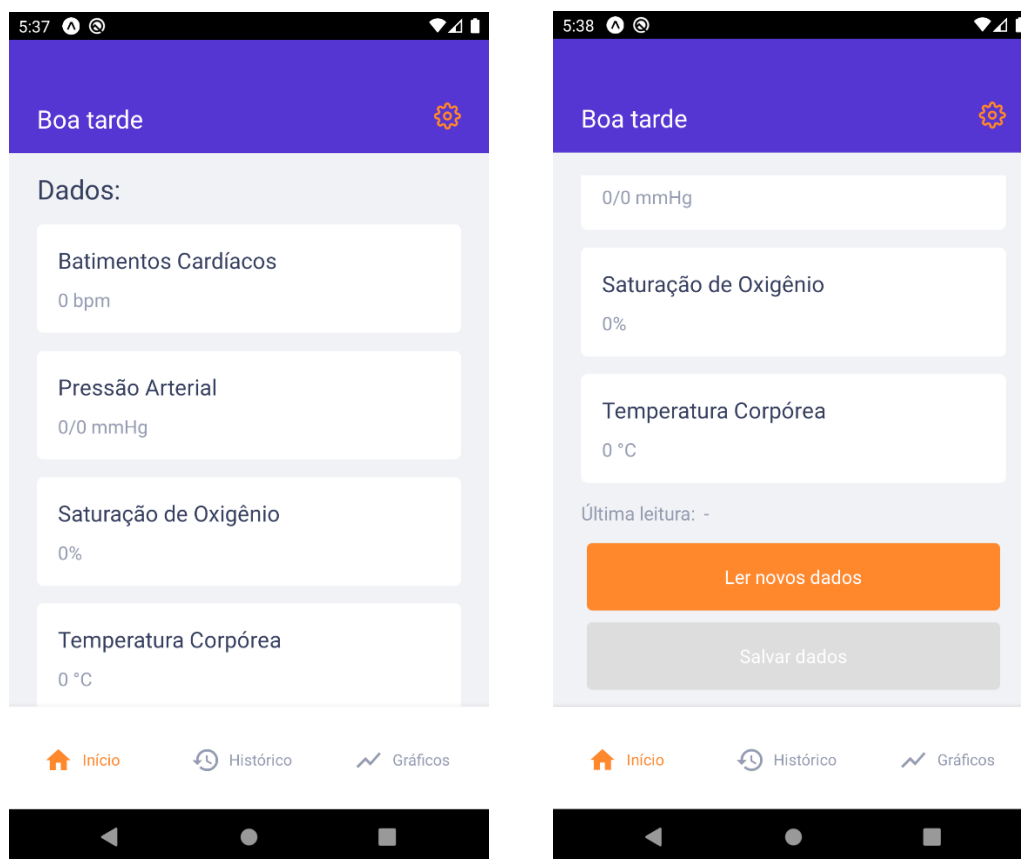 5:37
Boa tarde
Dados:
Batimentos Cardíacos
0 bpm
Pressão Arterial
0/0 mmHg
Saturação de Oxigênio
0%
Temperatura Corpórea
0 °C
Início
Histórico
Gráficos
5:38
Boa tarde
0/0 mmHg
Saturação de Oxigênio
0%
Temperatura Corpórea
0 °C
Última leitura: -
Ler novos dados
Salvar dados
Início
Histórico
Gráficos